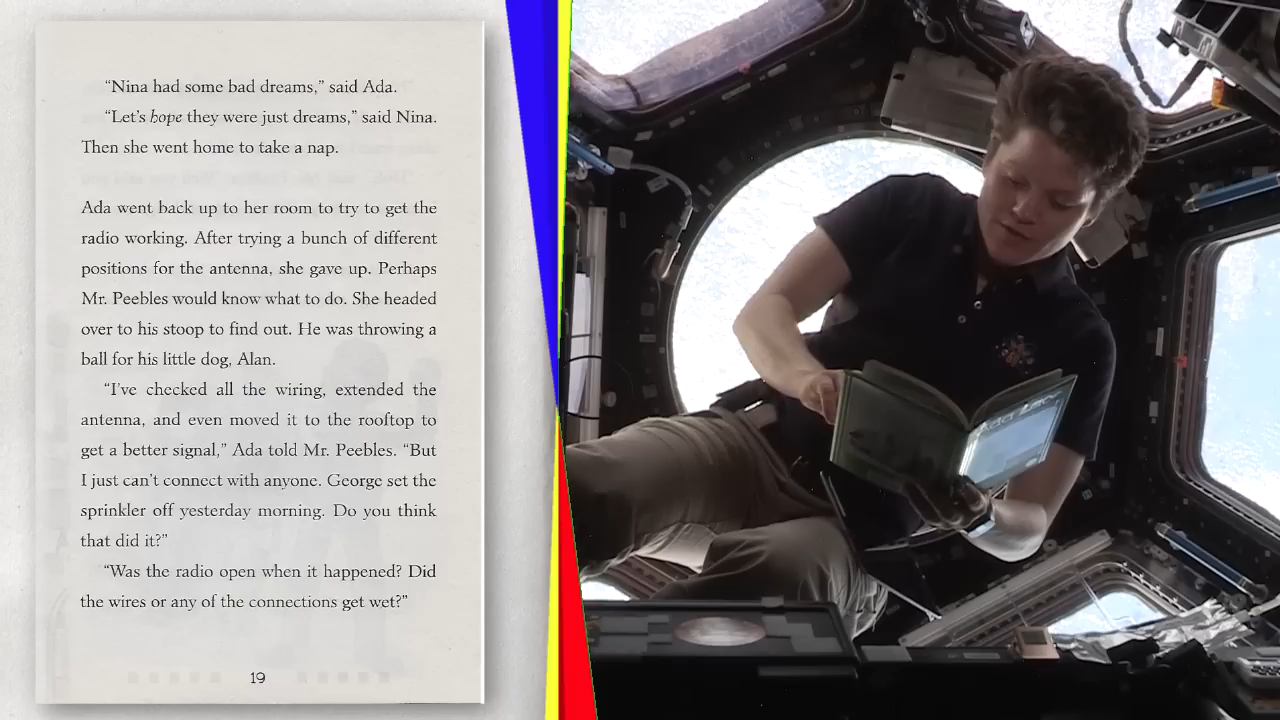 “Nina had some bad dreams,” said Ada.
“Let’s hope they were just dreams,” said Nina.
Then she went home to take a nap.
Ada went back up to her room to try to get the
radio working. After trying a bunch of different
positions for the antenna, she gave up. Perhaps
Mr. Peebles would know what to do. She headed
over to his stoop to find out. He was throwing a
ball for his little dog, Alan.
“I’ve checked all the wiring, extended the
antenna, and even moved it to the rooftop to
get a better signal,” Ada told Mr. Peebles. “But
I just can’t connect with anyone. George set the
sprinkler off yesterday morning. Do you think
that did it?”
“Was the radio open when it happened? Did
the wires or any of the connections get wet?”
19